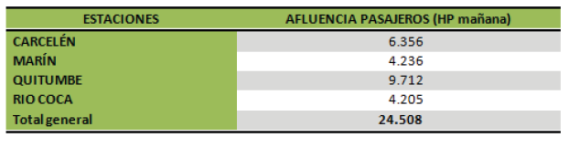 ESTACIONES AFLUENCIA PASAJEROS (HP mañana)
CARCELÉN 6.356
MARÍN 4.236
QUITUMBE 9.712
RIO COCA 4.205
Total general 24.508